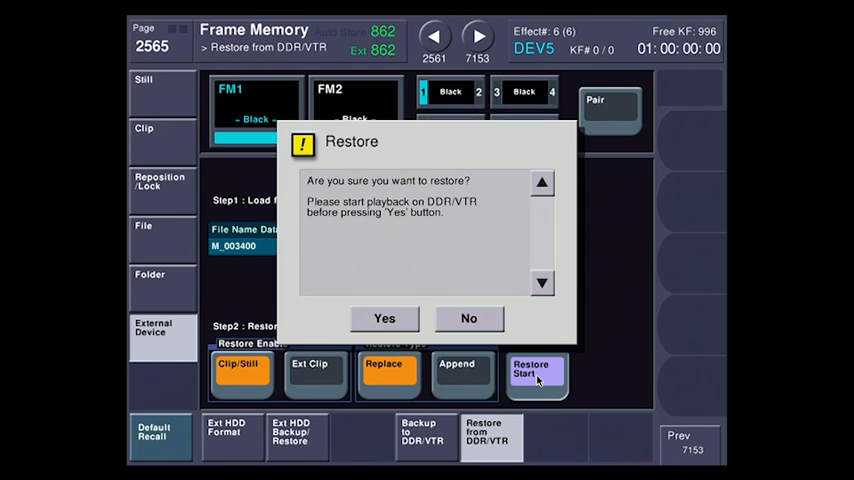 Page
2565
Frame Memory
> Restore from DDR/VTR
Auto Store 862
Ext 862
2561
7153
Effect#: 6 (6)
DEV5
KF# 0 / 0
Free KF: 996
01: 00: 00: 00
Still
Clip
Reposition
/Lock
File
Folder
External
Device
FM1
– Black –
FM2
– Black –
1 Black 2
3 Black 4
Pair
Step1 : Load
File Name
M_003400
! Restore
Are you sure you want to restore?
Please start playback on DDR/VTR
before pressing 'Yes' button.
Yes
No
Step2 :
Restore Enable
Restore Type
Clip/Still
Ext Clip
Replace
Append
Restore
Start
Default
Recall
Ext HDD
Format
Ext HDD
Backup/
Restore
Backup
to
DDR/VTR
Restore
from
DDR/VTR
Prev
7153